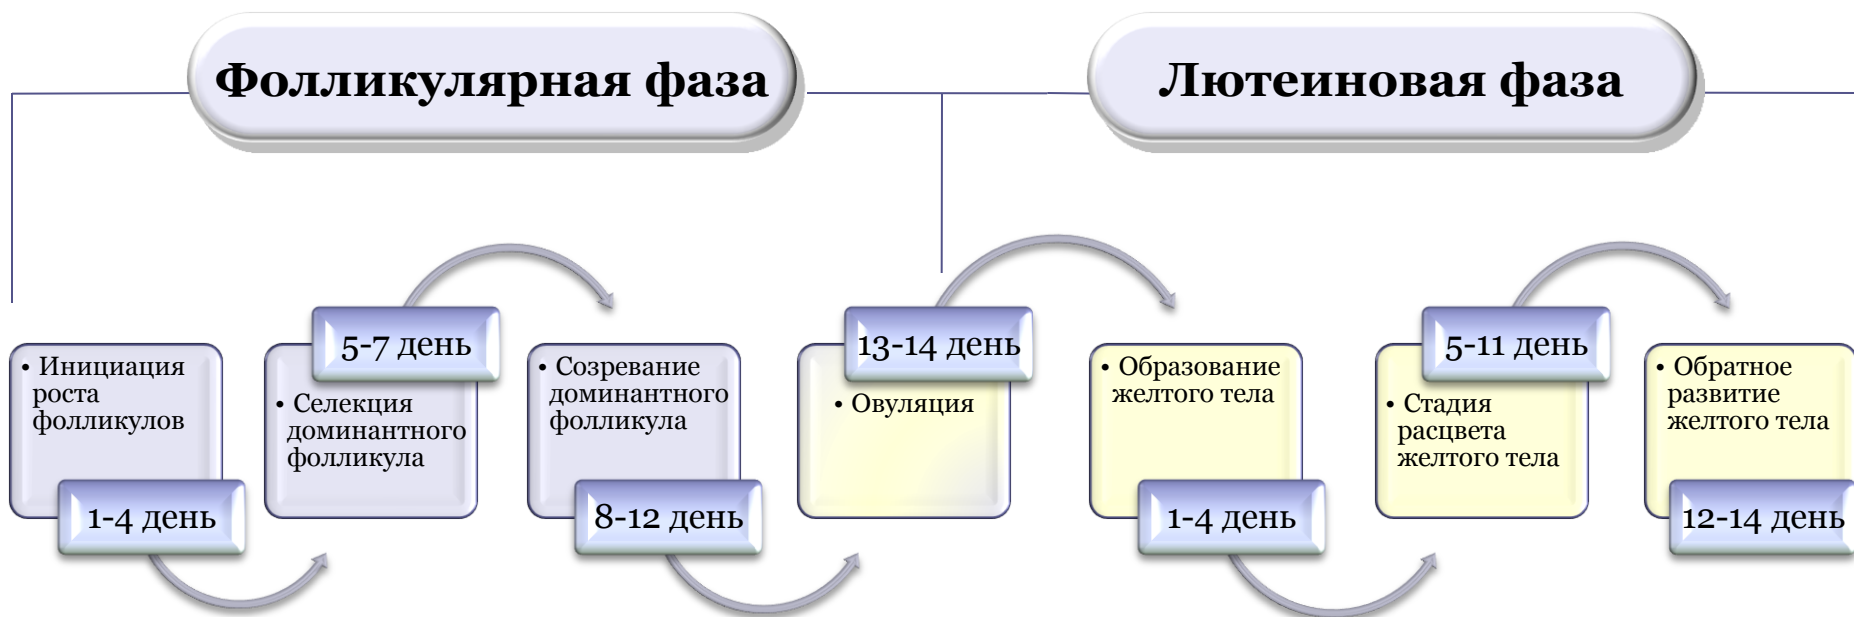 Фолликулярная фаза
Лютеиновая фаза
• Инициация
роста
фолликулов
1-4 день
5-7 день
• Селекция
доминантного
фолликула
• Созревание
доминантного
фолликула
8-12 день
13-14 день
• Овуляция
• Образование
желтого тела
1-4 день
5-11 день
• Стадия
расцвета
желтого тела
• Обратное
развитие
желтого тела
12-14 день